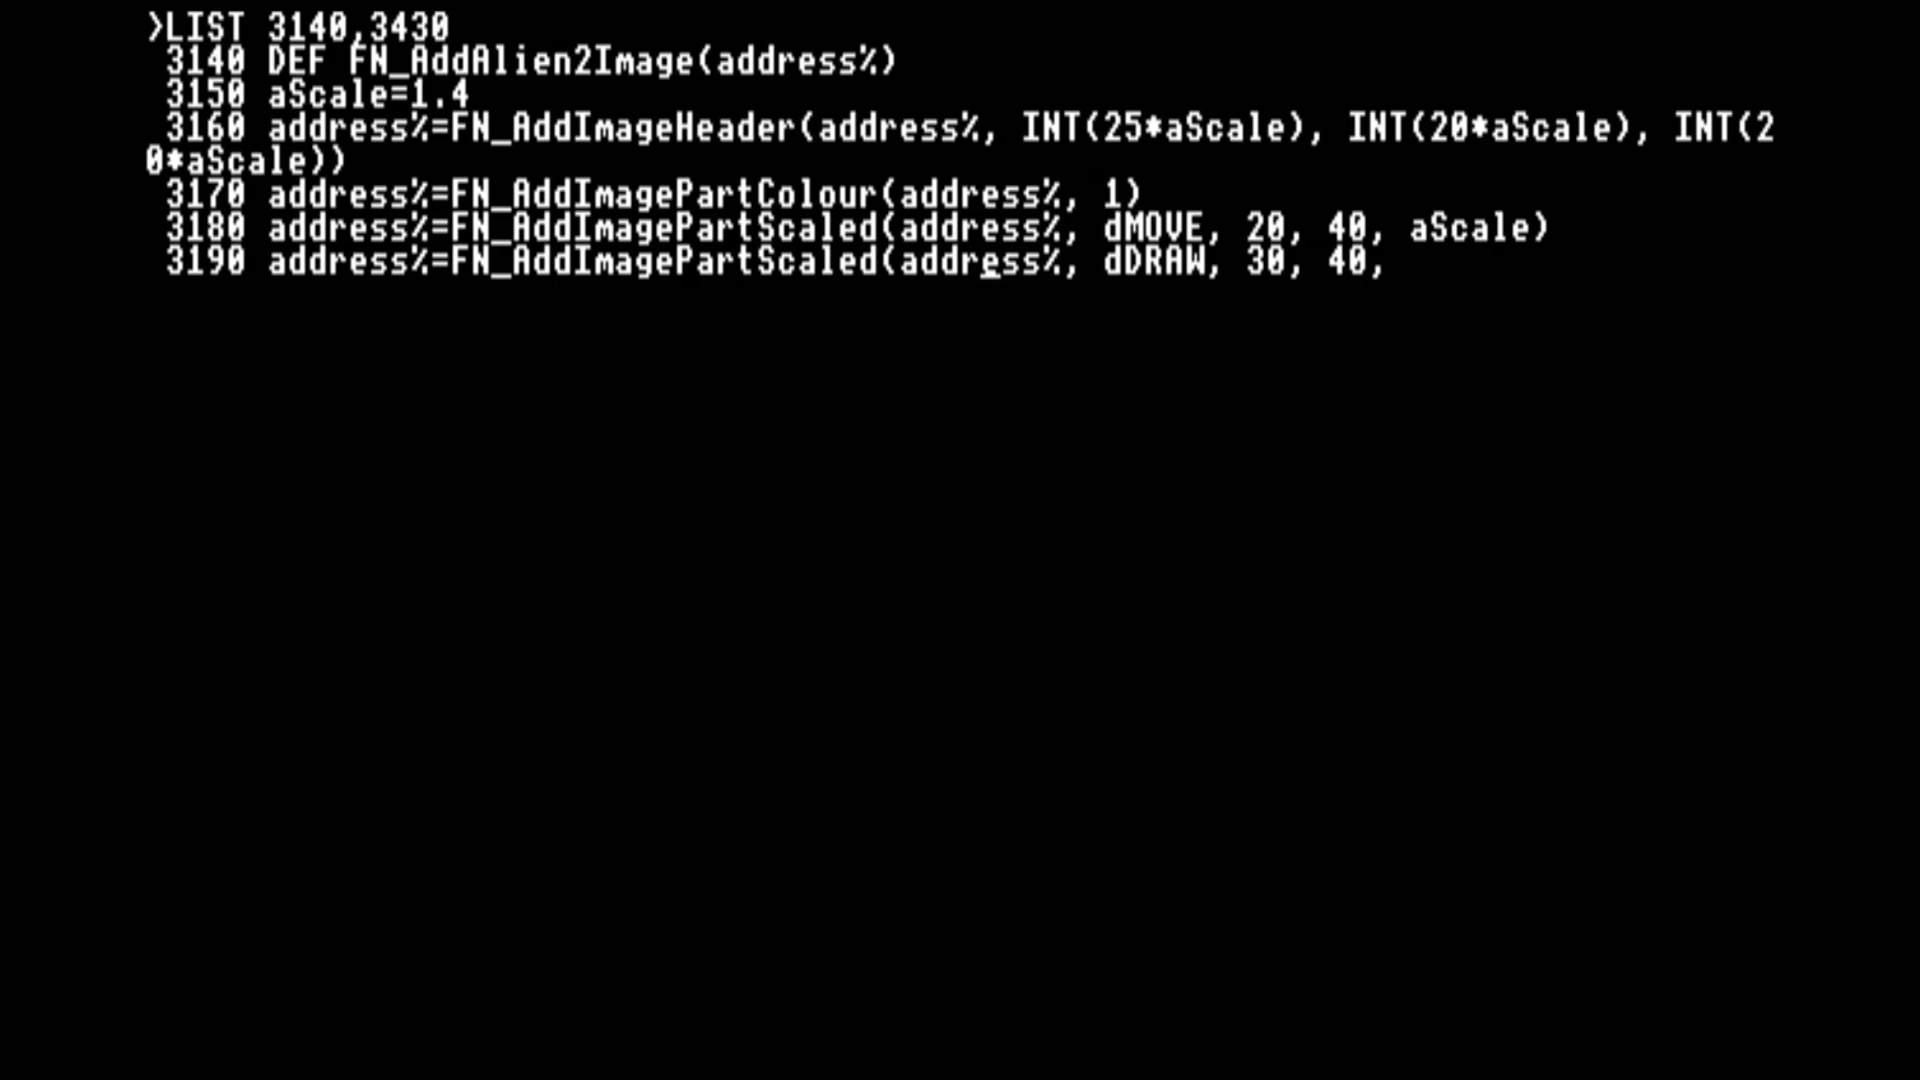 >LIST 3140,3430
3140 DEF FN_AddAlien2Image(address%)
3150 aScale=1.4
3160 address%=FN_AddImageHeader(address%, INT(25*aScale), INT(20*aScale), INT(2
0*aScale))
3170 address%=FN_AddImagePartColour(address%, 1)
3180 address%=FN_AddImagePartScaled(address%, dMOVE, 20, 40, aScale)
3190 address%=FN_AddImagePartScaled(address%, dDRAW, 30, 40,